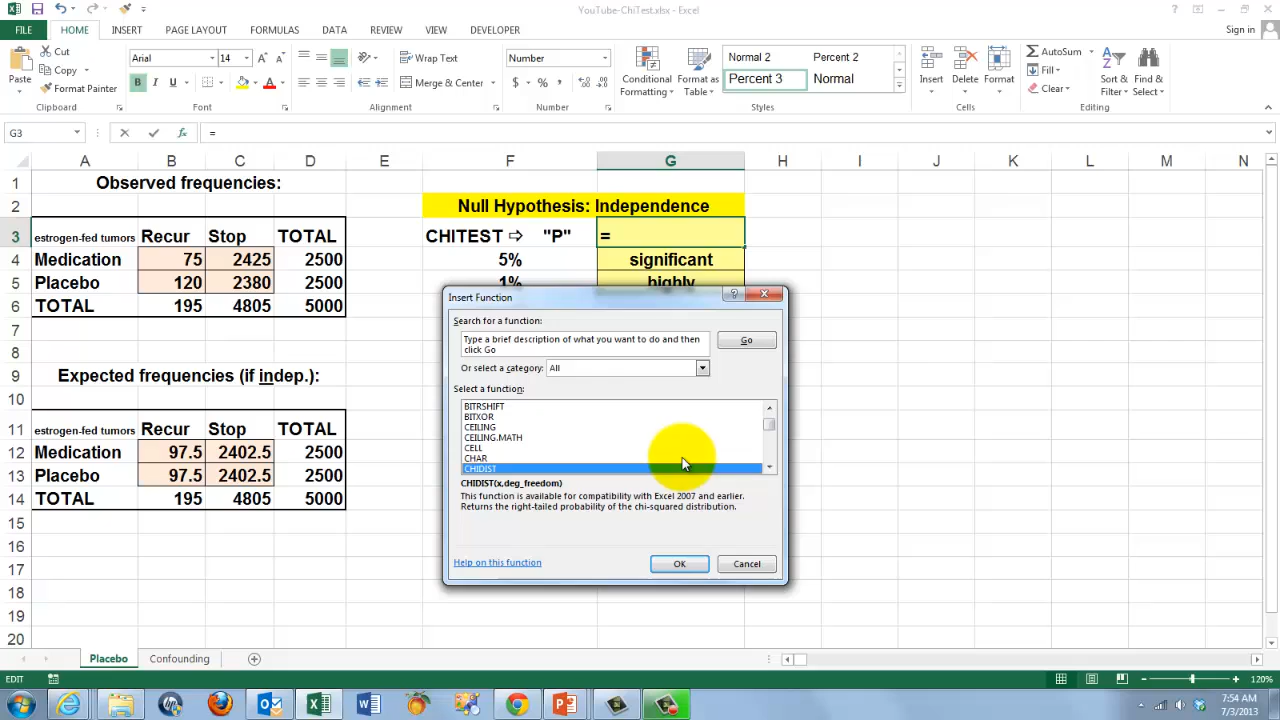 YouTube-ChiTest.xlsx - Excel
FILE HOME INSERT PAGE LAYOUT FORMULAS DATA REVIEW VIEW DEVELOPER Sign in
Paste
Cut
Copy
Format Painter
Clipboard
Arial 14
B I U
Font
Wrap Text
Merge & Center
Alignment
Number
$ % ,
Number
Conditional Formatting
Format as Table
Normal 2 Percent 2
Percent 3 Normal
Styles
Insert Delete Format
Cells
AutoSum
Fill
Clear
Sort & Filter
Find & Select
Editing
G3 fx =
A B C D E F G H I J K L M N
1 Observed frequencies:
2 Null Hypothesis: Independence
3 estrogen-fed tumors Recur Stop TOTAL CHITEST ⇨ "P" =
4 Medication 75 2425 2500 5% significant
5 Placebo 120 2380 2500 1% highly
6 TOTAL 195 4805 5000
7
8
9 Expected frequencies (if indep.):
10
11 estrogen-fed tumors Recur Stop TOTAL
12 Medication 97.5 2402.5 2500
13 Placebo 97.5 2402.5 2500
14 TOTAL 195 4805 5000
15
16
17
18
19
20
Insert Function
Search for a function:
Type a brief description of what you want to do and then
click Go
Go
Or select a category: All
Select a function:
BITRSHIFT
BITXOR
CEILING
CEILING.MATH
CELL
CHAR
CHIDIST
CHIDIST(x,deg_freedom)
This function is available for compatibility with Excel 2007 and earlier.
Returns the right-tailed probability of the chi-squared distribution.
Help on this function OK Cancel
Placebo Confounding
EDIT 120%
7:54 AM
7/3/2013